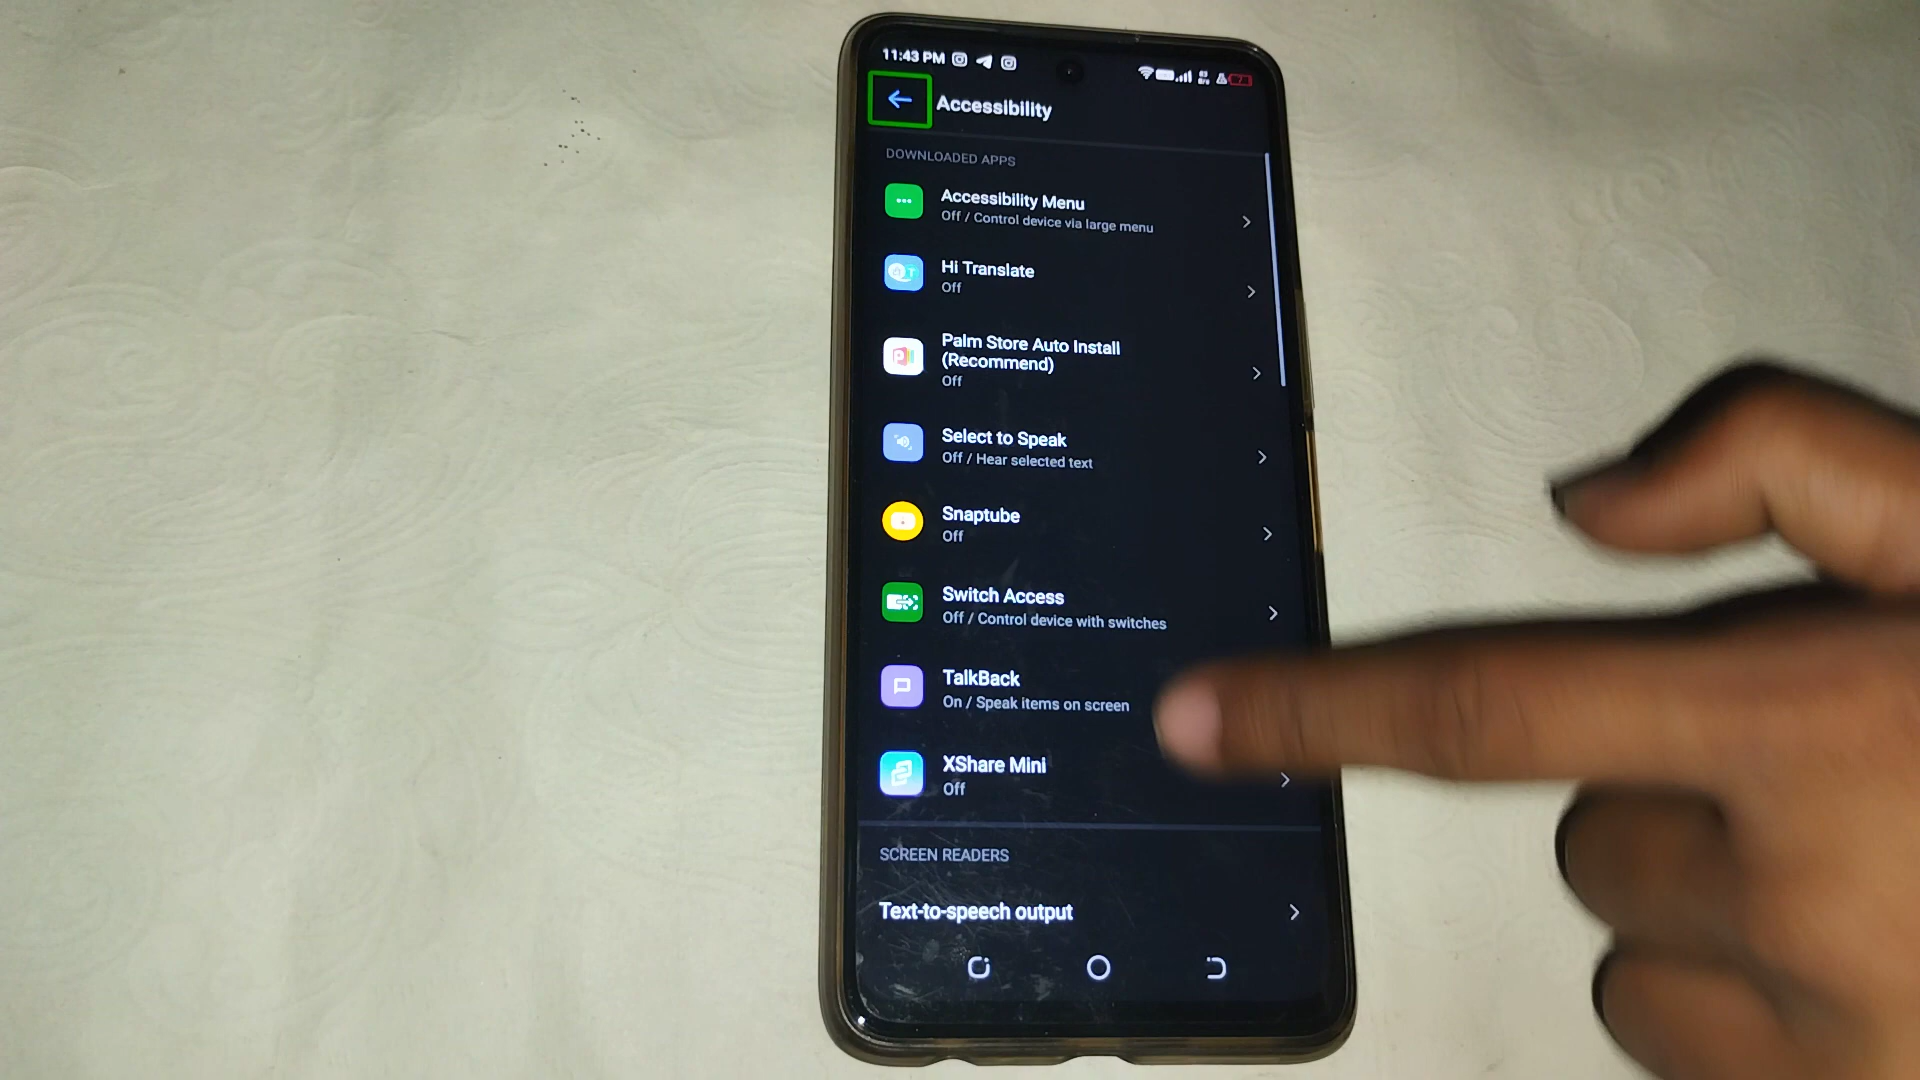 11:43 PM
Accessibility
DOWNLOADED APPS
Accessibility Menu
Off / Control device via large menu
Hi Translate
Off
Palm Store Auto Install
(Recommend)
Off
Select to Speak
Off / Hear selected text
Snaptube
Off
Switch Access
Off / Control device with switches
TalkBack
On / Speak items on screen
XShare Mini
Off
SCREEN READERS
Text-to-speech output